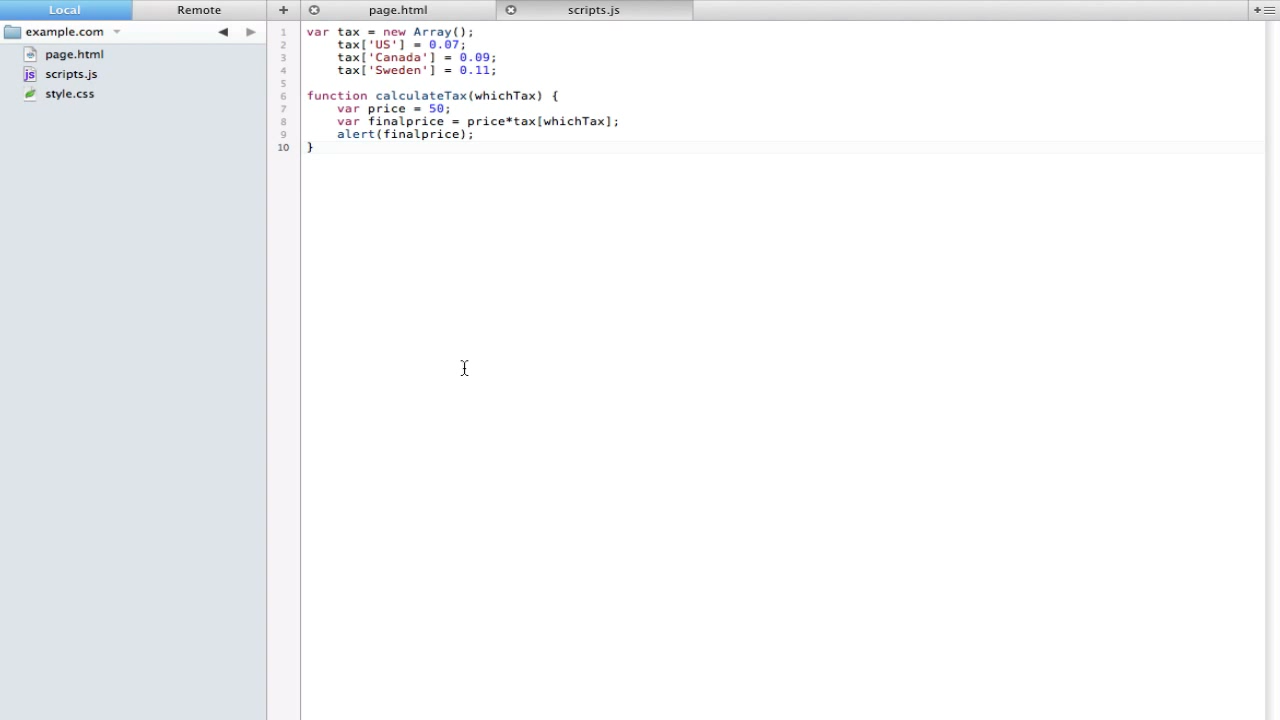 Local
Remote
+
page.html
scripts.js
+
example.com
page.html
scripts.js
style.css
1 var tax = new Array();
2     tax['US'] = 0.07;
3     tax['Canada'] = 0.09;
4     tax['Sweden'] = 0.11;
5
6 function calculateTax(whichTax) {
7     var price = 50;
8     var finalprice = price*tax[whichTax];
9     alert(finalprice);
10 }